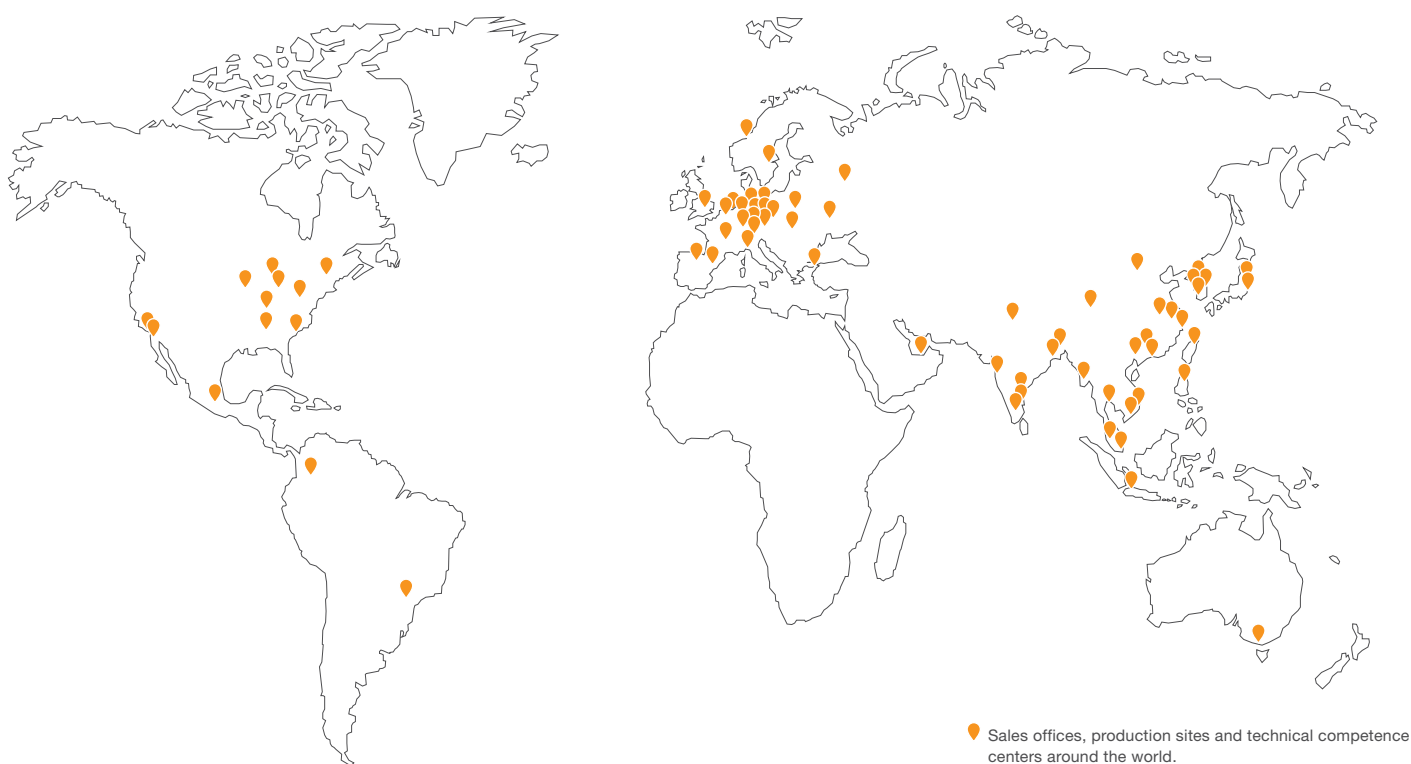 Sales offices, production sites and technical competence
centers around the world.